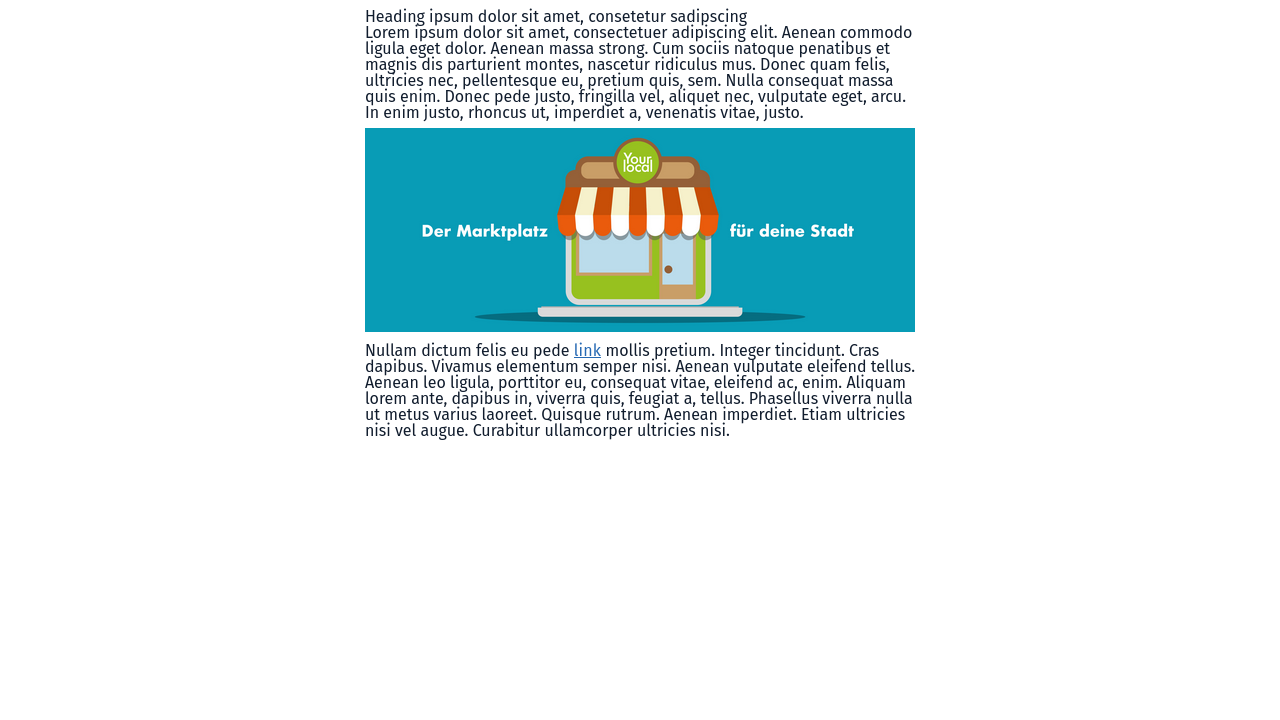 Heading ipsum dolor sit amet, consetetur sadipscing
Lorem ipsum dolor sit amet, consectetuer adipiscing elit. Aenean commodo
ligula eget dolor. Aenean massa strong. Cum sociis natoque penatibus et
magnis dis parturient montes, nascetur ridiculus mus. Donec quam felis,
ultricies nec, pellentesque eu, pretium quis, sem. Nulla consequat massa
quis enim. Donec pede justo, fringilla vel, aliquet nec, vulputate eget, arcu.
In enim justo, rhoncus ut, imperdiet a, venenatis vitae, justo.
Your
local
Der Marktplatz für deine Stadt
Nullam dictum felis eu pede link mollis pretium. Integer tincidunt. Cras
dapibus. Vivamus elementum semper nisi. Aenean vulputate eleifend tellus.
Aenean leo ligula, porttitor eu, consequat vitae, eleifend ac, enim. Aliquam
lorem ante, dapibus in, viverra quis, feugiat a, tellus. Phasellus viverra nulla
ut metus varius laoreet. Quisque rutrum. Aenean imperdiet. Etiam ultricies
nisi vel augue. Curabitur ullamcorper ultricies nisi.